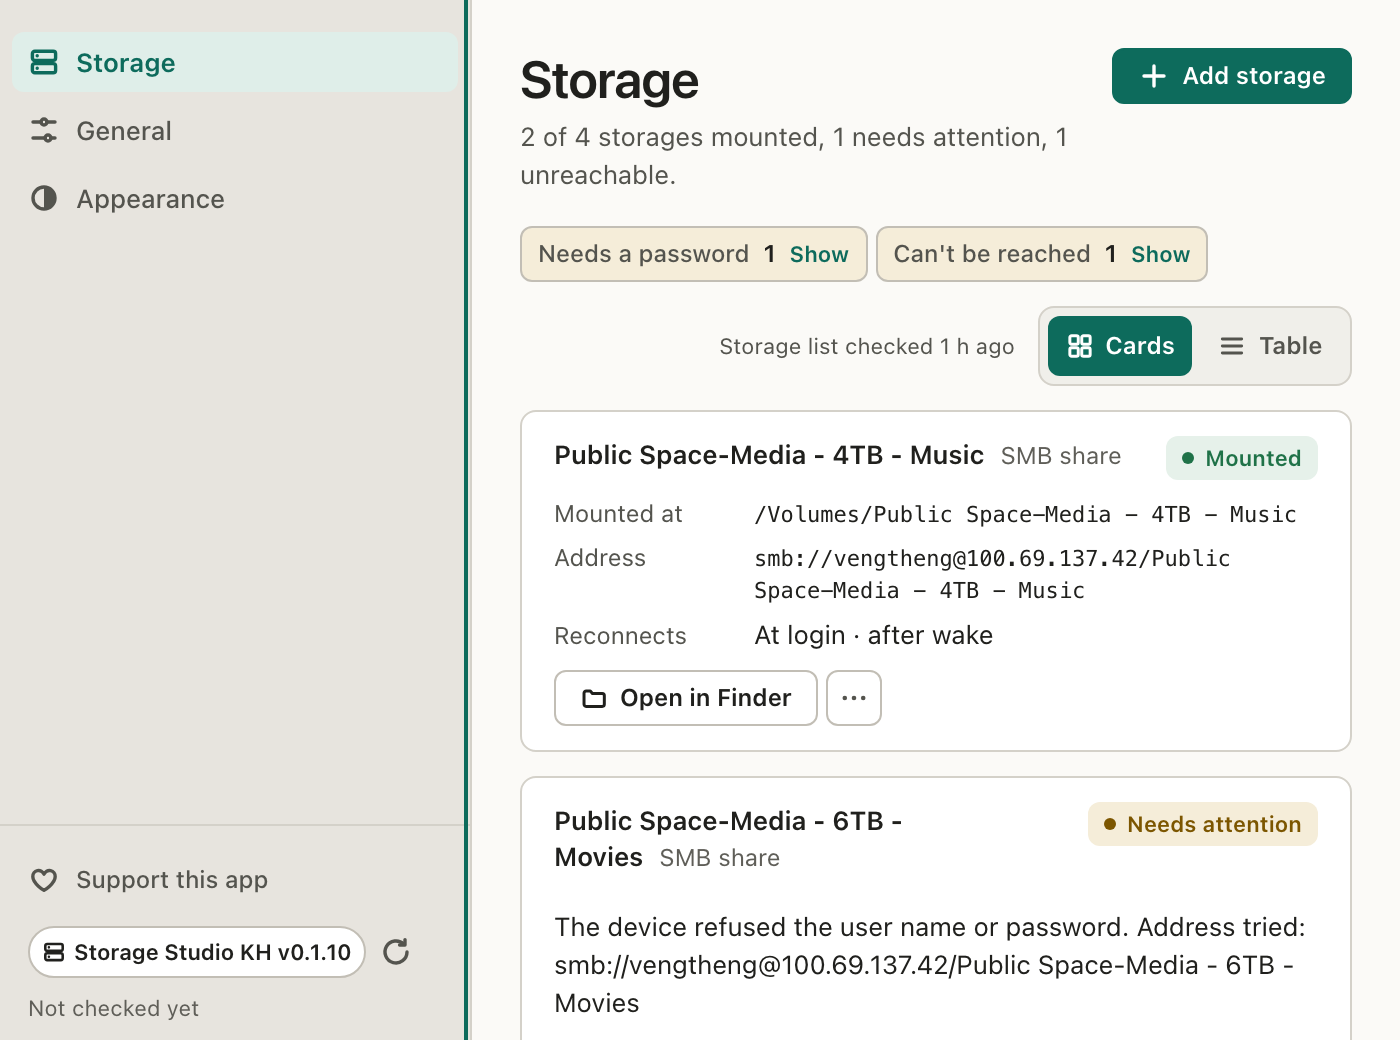 Storage
General
Appearance
Support this app
Storage Studio KH v0.1.10
Not checked yet
Storage
Add storage
2 of 4 storages mounted, 1 needs attention, 1
unreachable.
Needs a password 1 Show
Can't be reached 1 Show
Storage list checked 1 h ago
Cards
Table
Public Space-Media - 4TB - Music SMB share
Mounted
Mounted at /Volumes/Public Space-Media - 4TB - Music
Address smb://vengtheng@100.69.137.42/Public
Space-Media - 4TB - Music
Reconnects At login · after wake
Open in Finder
Public Space-Media - 6TB -
Movies SMB share
Needs attention
The device refused the user name or password. Address tried:
smb://vengtheng@100.69.137.42/Public Space-Media - 6TB -
Movies